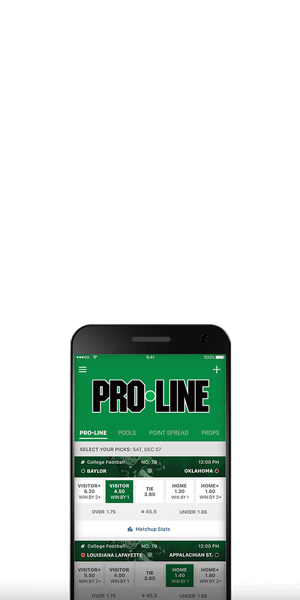 9:41 100%
PRO•LINE
PRO-LINE POOLS POINT SPREAD PROPS
SELECT YOUR PICKS: SAT, DEC 07
# College Football NO. 18 12:00 PM
BAYLOR OKLAHOMA
VISITOR+ VISITOR TIE HOME HOME+
6.30 4.50 3.80 1.30 1.80
WIN BY 2+ WIN BY 1 WIN BY 1 WIN BY 2+
OVER 1.75 ± 45.5 UNDER: 1.65
Matchup Stats
# College Football NO. 19 12:00 PM
LOUISIANA LAFAYETTE APPALACHIAN ST.
VISITOR+ VISITOR TIE HOME HOME+
5.50 4.00 4.00 1.40 1.60
WIN BY 2+ WIN BY 1 WIN BY 1 WIN BY 2+